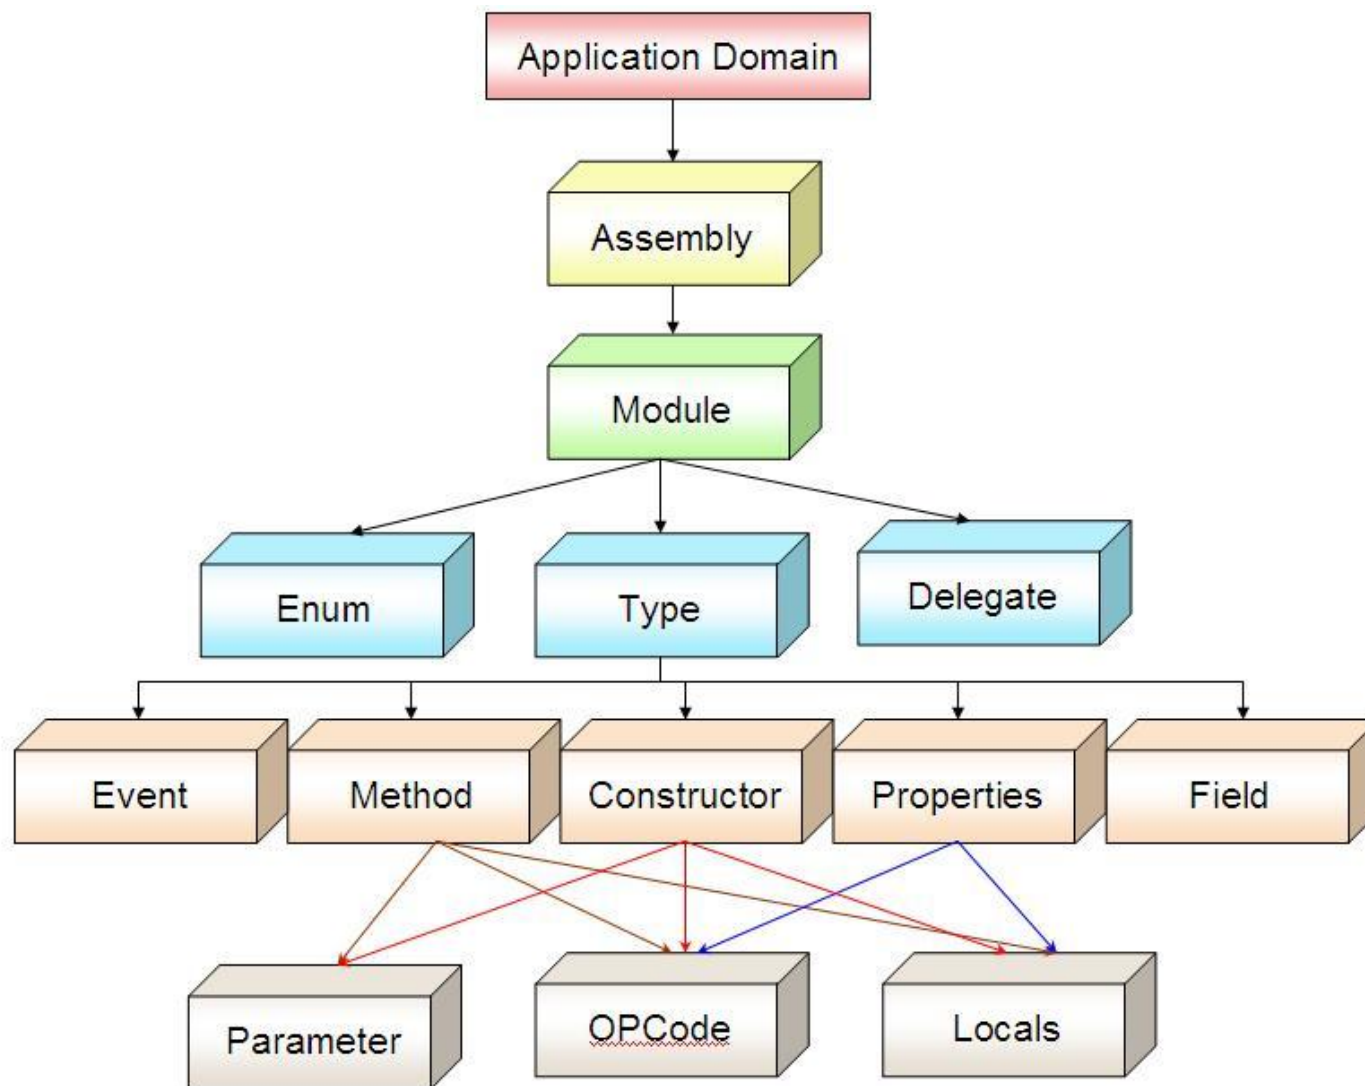 Application Domain
Assembly
Module
Enum
Type
Delegate
Event
Method
Constructor
Properties
Field
Parameter
OPCode
Locals